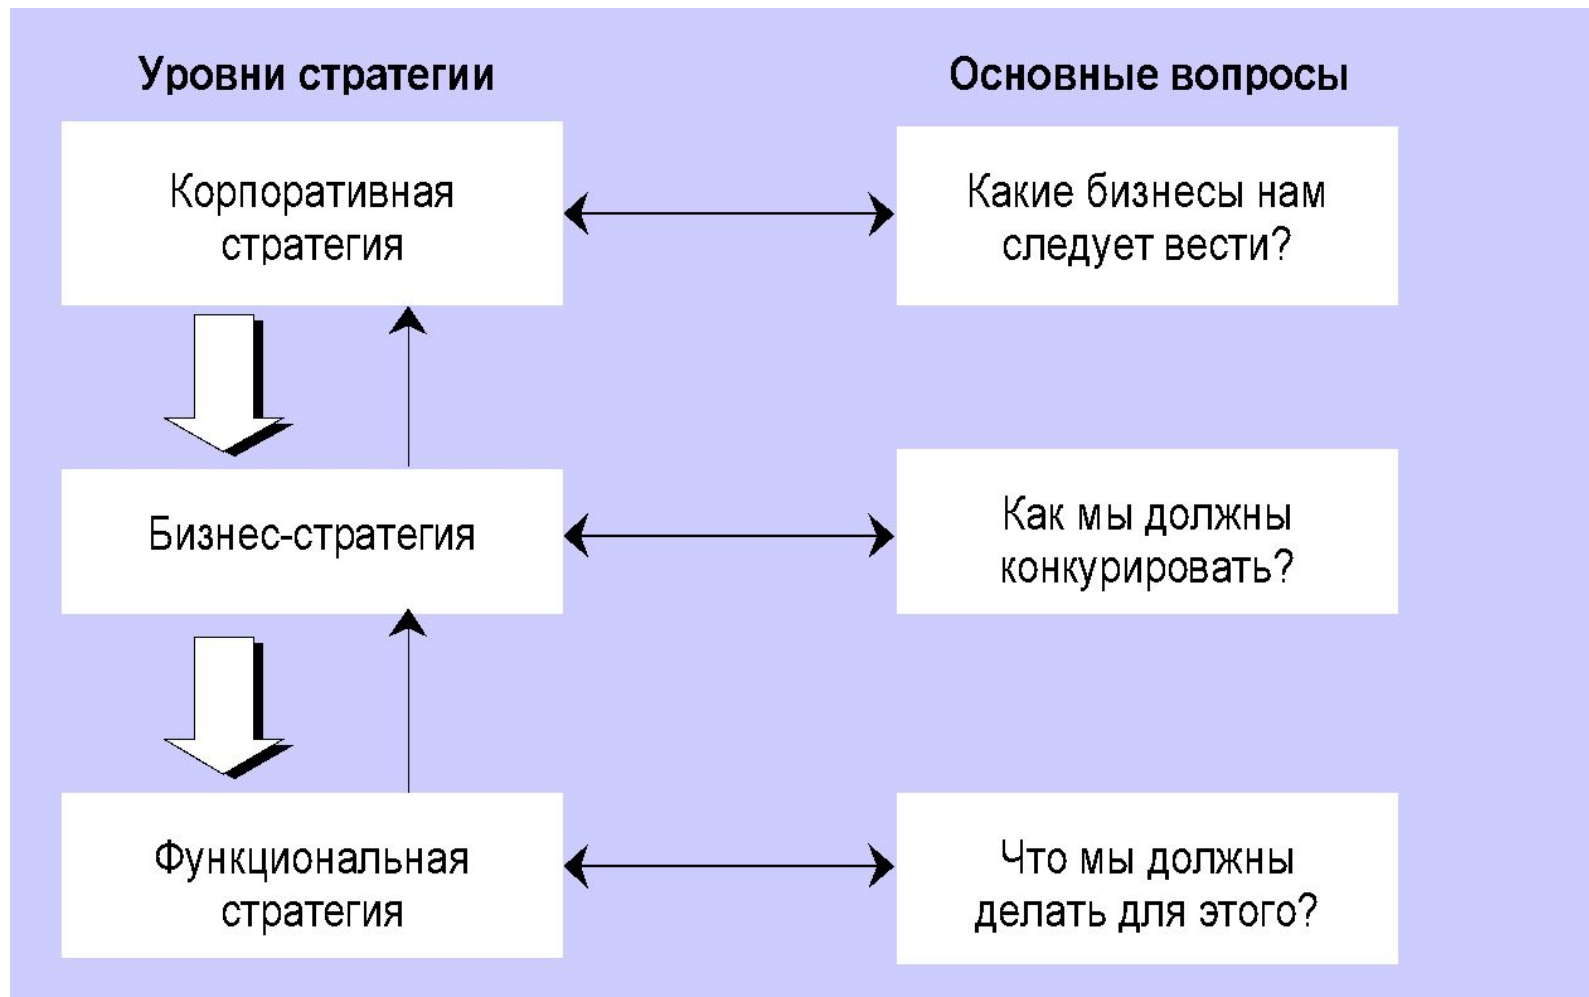 Уровни стратегии
Основные вопросы
Корпоративная
стратегия
Какие бизнесы нам
следует вести?
Бизнес-стратегия
Как мы должны
конкурировать?
Функциональная
стратегия
Что мы должны
делать для этого?